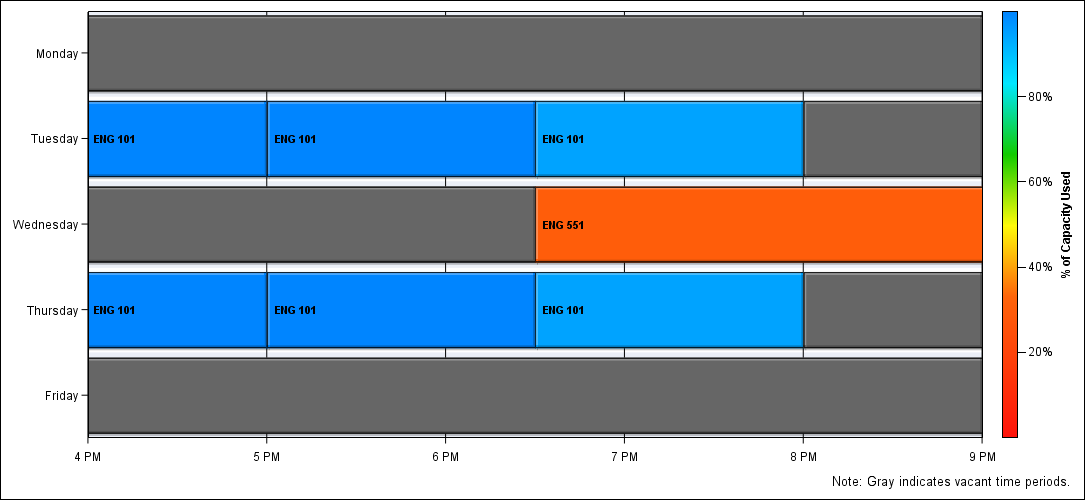 Monday
Tuesday
ENG 101
ENG 101
ENG 101
Wednesday
ENG 551
Thursday
ENG 101
ENG 101
ENG 101
Friday
4 PM
5 PM
6 PM
7 PM
8 PM
9 PM
80%
60%
40%
20%
% of Capacity Used
Note: Gray indicates vacant time periods.